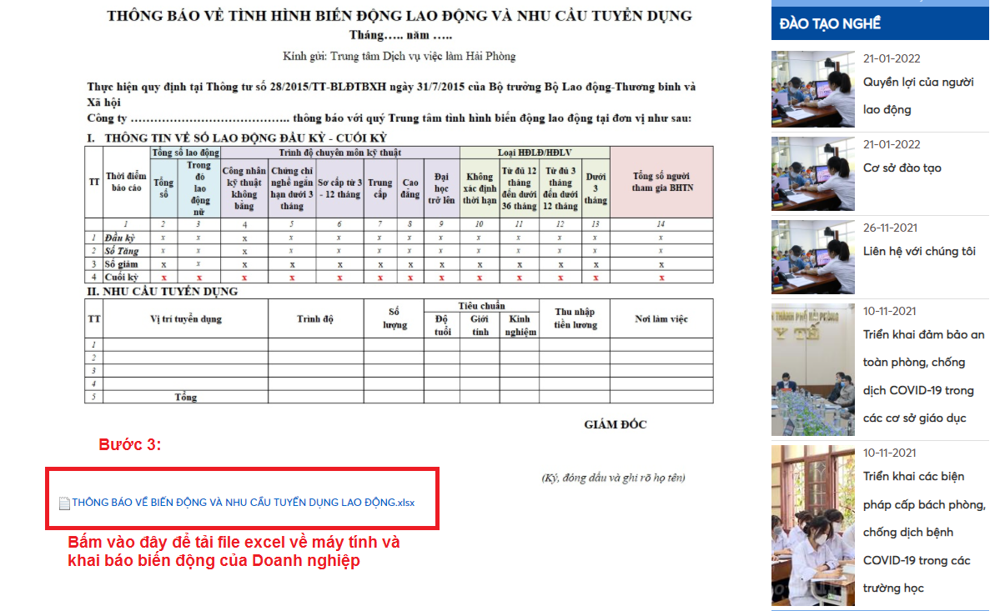 THÔNG BÁO VỀ TÌNH HÌNH BIẾN ĐỘNG LAO ĐỘNG VÀ NHU CẦU TUYỂN DỤNG
Tháng….. năm …..
Kính gửi: Trung tâm Dịch vụ việc làm Hải Phòng
Thực hiện quy định tại Thông tư số 28/2015/TT-BLĐTBXH ngày 31/7/2015 của Bộ trưởng Bộ Lao động-Thương binh và
Xã hội
Công ty ………………………………….. thông báo với quý Trung tâm tình hình biến động lao động tại đơn vị như sau:
I. THÔNG TIN VỀ SỐ LAO ĐỘNG ĐẦU KỲ - CUỐI KỲ
TT Thời điểm báo cáo Tổng số lao động Trình độ chuyên môn kỹ thuật Loại HĐLĐ/HĐLV Tổng số người tham gia BHTN
Tổng số Trong đó lao động nữ Công nhân kỹ thuật không bằng Chứng chỉ nghề ngắn hạn dưới 3 tháng Sơ cấp từ 3 - 12 tháng Trung cấp Cao đẳng Đại học trở lên Không xác định thời hạn Từ đủ 12 tháng đến dưới 36 tháng Từ đủ 3 tháng đến dưới 12 tháng Dưới 3 tháng
1 2 3 4 5 6 7 8 9 10 11 12 13 14
1 Đầu kỳ x x x x x x x x x x x x x
2 Số Tăng x x x x x x x x x x x x x
3 Số giảm x x x x x x x x x x x x x
4 Cuối kỳ x x x x x x x x x x x x x
II. NHU CẦU TUYỂN DỤNG
TT Vị trí tuyển dụng Trình độ Số lượng Tiêu chuẩn Thu nhập tiền lương Nơi làm việc
Độ tuổi Giới tính Kinh nghiệm
1
2
3
4
5 Tổng
GIÁM ĐỐC
(Ký, đóng dấu và ghi rõ họ tên)
Bước 3:
THÔNG BÁO VỀ BIẾN ĐỘNG VÀ NHU CẦU TUYỂN DỤNG LAO ĐỘNG.xlsx
Bấm vào đây để tải file excel về máy tính và
khai báo biến động của Doanh nghiệp
ĐÀO TẠO NGHỀ
21-01-2022
Quyền lợi của người
lao động
21-01-2022
Cơ sở đào tạo
26-11-2021
Liên hệ với chúng tôi
10-11-2021
Triển khai đảm bảo an
toàn phòng, chống
dịch COVID-19 trong
các cơ sở giáo dục
10-11-2021
Triển khai các biện
pháp cấp bách phòng,
chống dịch bệnh
COVID-19 trong các
trường học